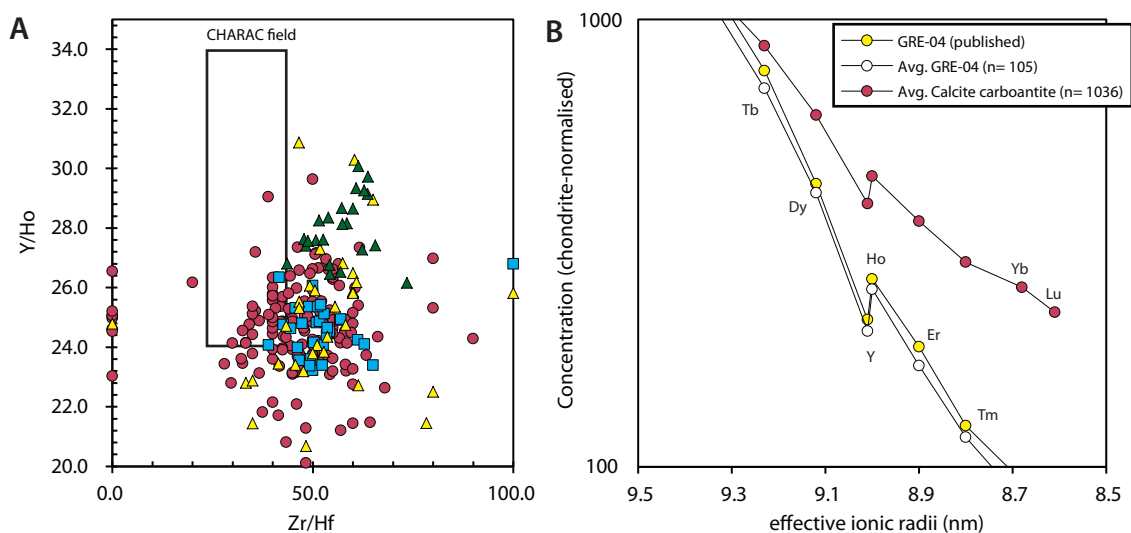 A
CHARAC field
34.0
32.0
30.0
28.0
26.0
24.0
22.0
20.0
Y/Ho
0.0
50.0
100.0
Zr/Hf
B
1000
100
Concentration (chondrite-normalised)
GRE-04 (published)
Avg. GRE-04 (n= 105)
Avg. Calcite carboantite (n= 1036)
Tb
Dy
Ho
Y
Er
Tm
Yb
Lu
9.5
9.3
9.1
8.9
8.7
8.5
effective ionic radii (nm)